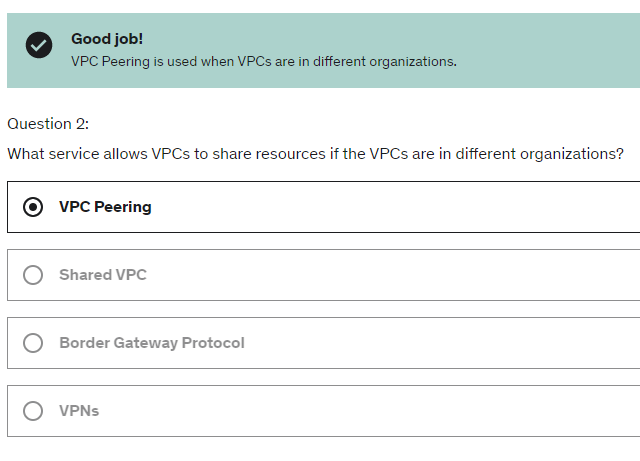 Good job!
VPC Peering is used when VPCs are in different organizations.
Question 2:
What service allows VPCs to share resources if the VPCs are in different organizations?
VPC Peering
Shared VPC
Border Gateway Protocol
VPNs